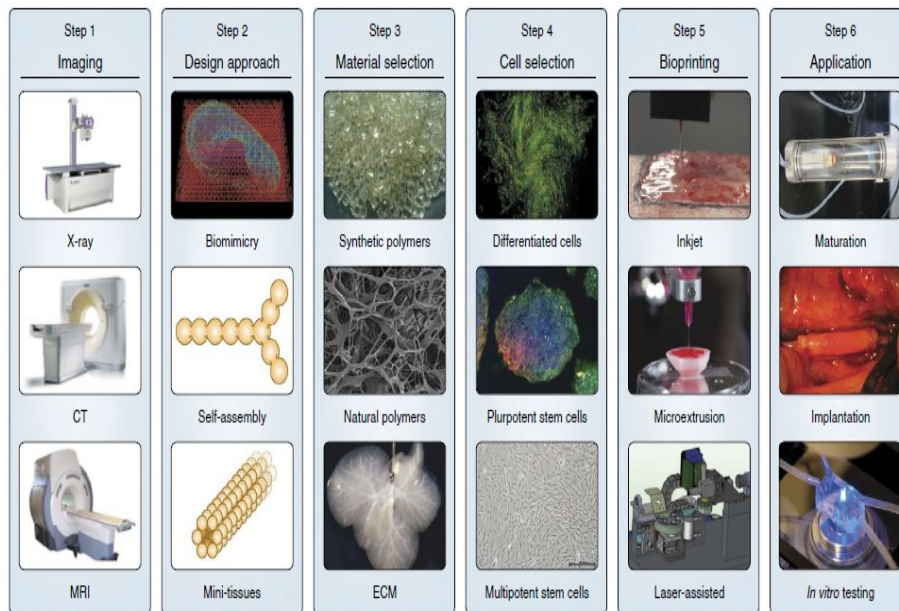 Step 1
Imaging
X-ray
CT
MRI
Step 2
Design approach
Biomimicry
Self-assembly
Mini-tissues
Step 3
Material selection
Synthetic polymers
Natural polymers
ECM
Step 4
Cell selection
Differentiated cells
Plurpotent stem cells
Multipotent stem cells
Step 5
Bioprinting
Inkjet
Microextrusion
Laser-assisted
Step 6
Application
Maturation
Implantation
In vitro testing